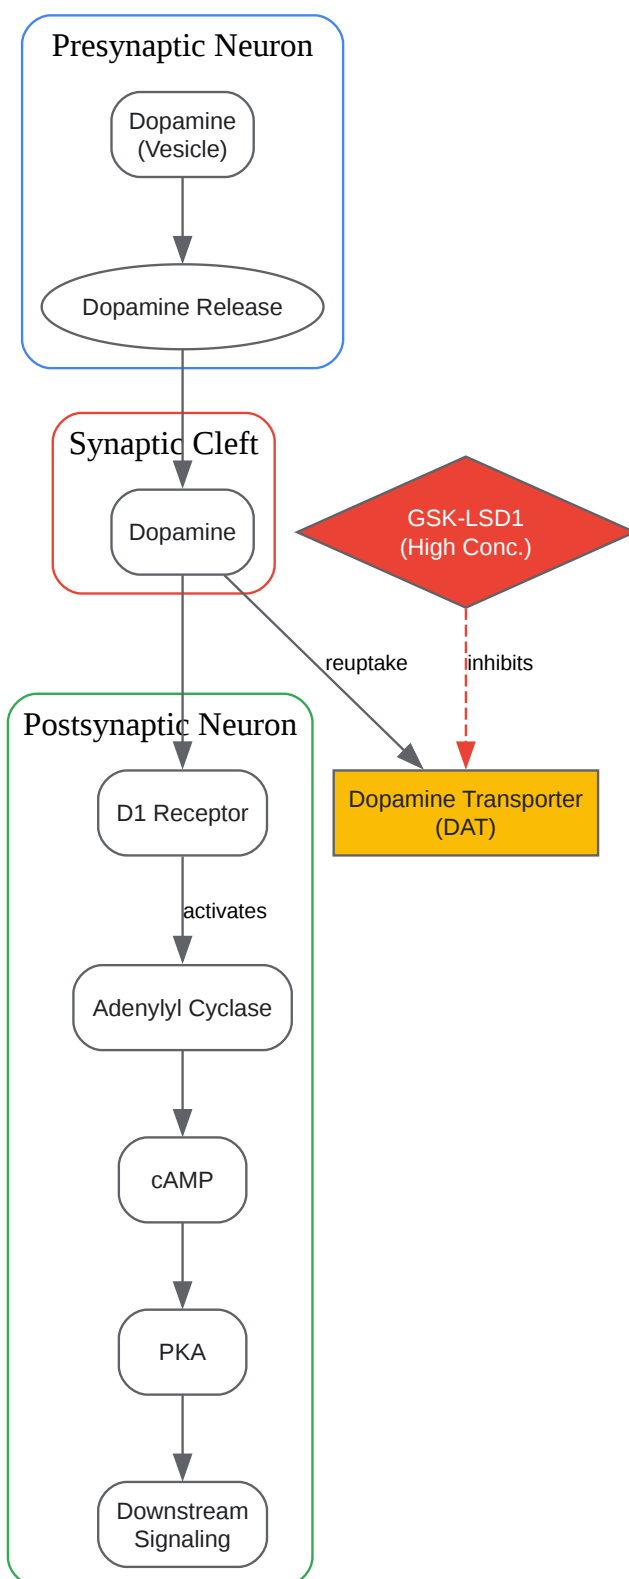 Presynaptic Neuron
Dopamine
(Vesicle)
Dopamine Release
Synaptic Cleft
Dopamine
GSK-LSD1
(High Conc.)
reuptake
inhibits
Postsynaptic Neuron
D1 Receptor
Dopamine Transporter
(DAT)
activates
Adenylyl Cyclase
cAMP
PKA
Downstream
Signaling